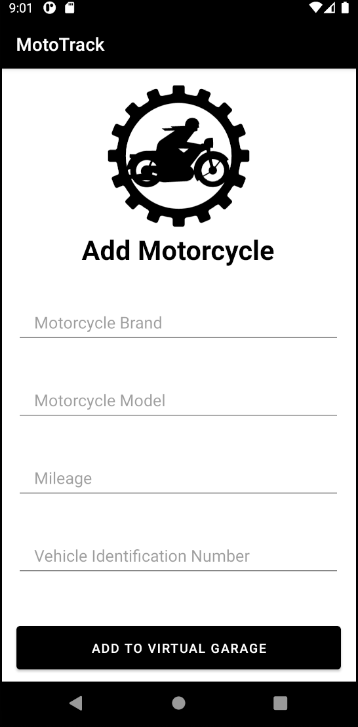 9:01
MotoTrack
Add Motorcycle
Motorcycle Brand
Motorcycle Model
Mileage
Vehicle Identification Number
ADD TO VIRTUAL GARAGE